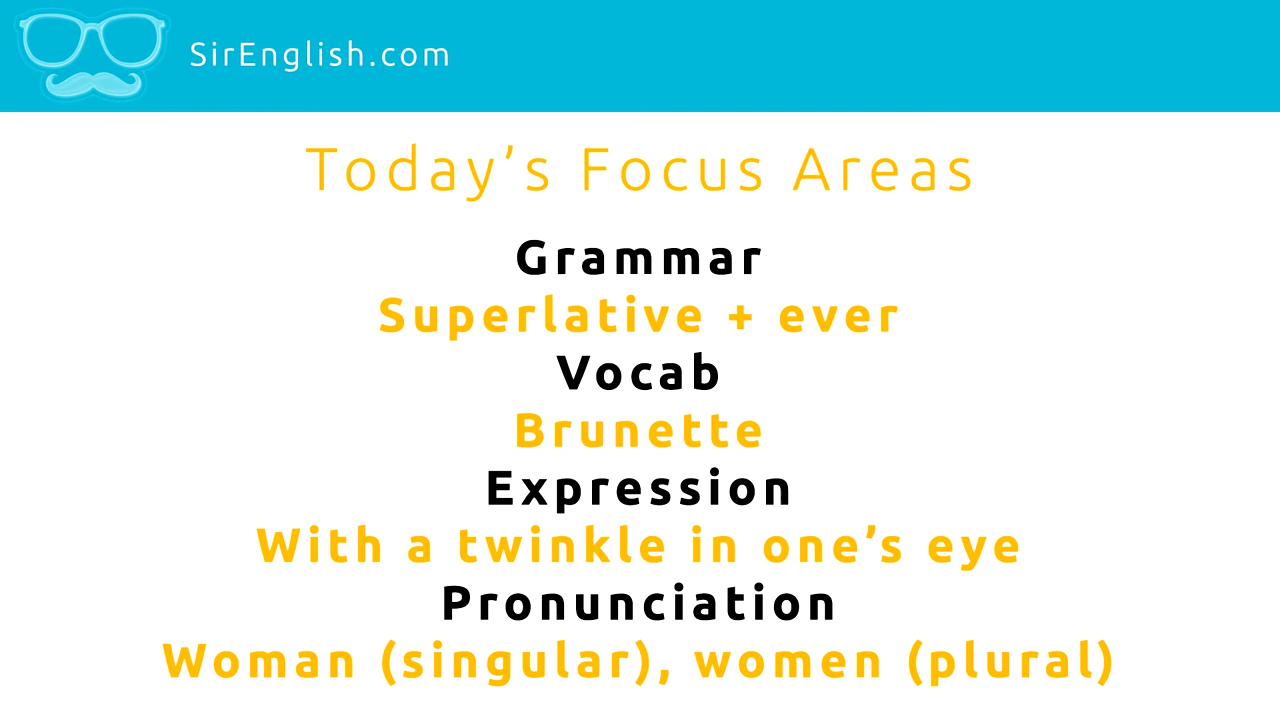 SirEnglish.com
Today’s Focus Areas
Grammar
Superlative + ever
Vocab
Brunette
Expression
With a twinkle in one’s eye
Pronunciation
Woman (singular), women (plural)